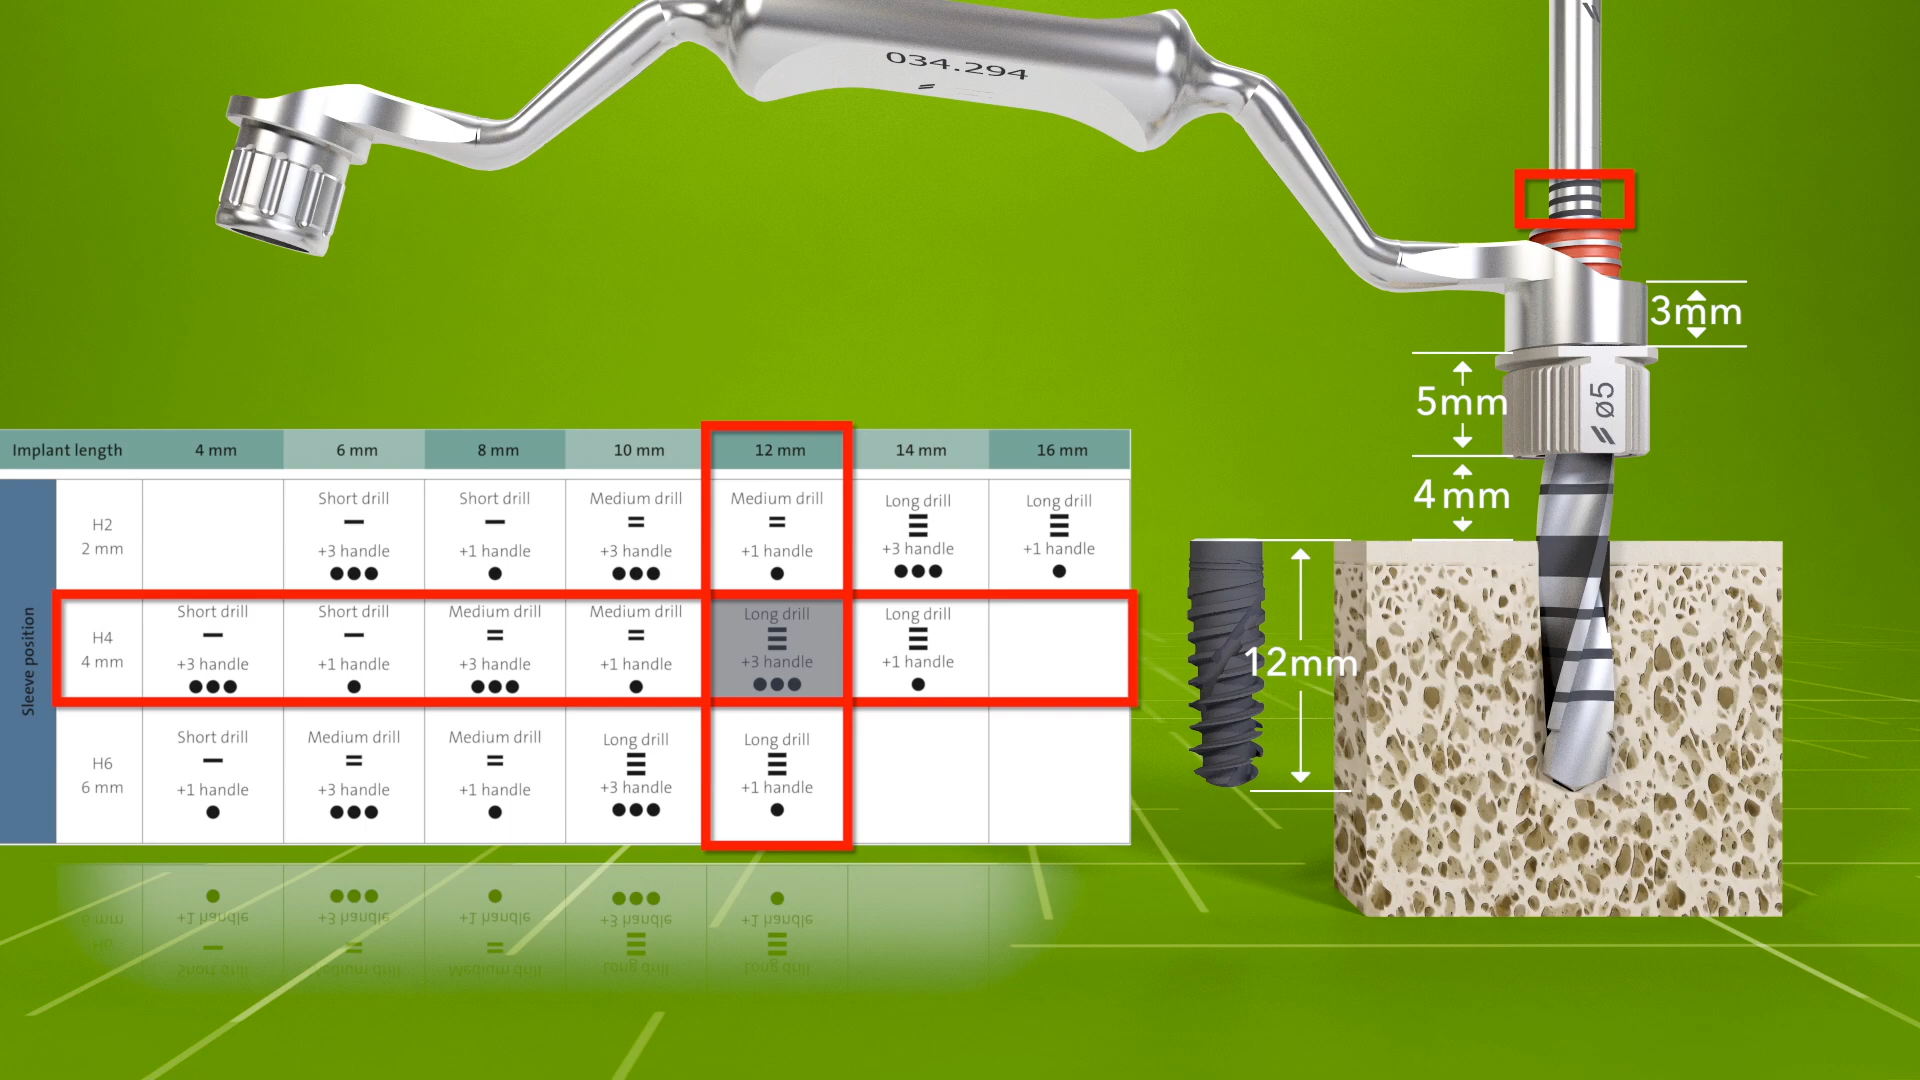 034.294
3mm
5mm
ø5
4mm
12mm
Implant length 4 mm 6 mm 8 mm 10 mm 12 mm 14 mm 16 mm
Sleeve position
H2
2 mm
Short drill
+3 handle
Short drill
+1 handle
Medium drill
+3 handle
Medium drill
+1 handle
Long drill
+3 handle
Long drill
+1 handle
H4
4 mm
Short drill
+3 handle
Short drill
+1 handle
Medium drill
+3 handle
Medium drill
+1 handle
Long drill
+3 handle
Long drill
+1 handle
H6
6 mm
Short drill
+1 handle
Medium drill
+3 handle
Medium drill
+1 handle
Long drill
+3 handle
Long drill
+1 handle